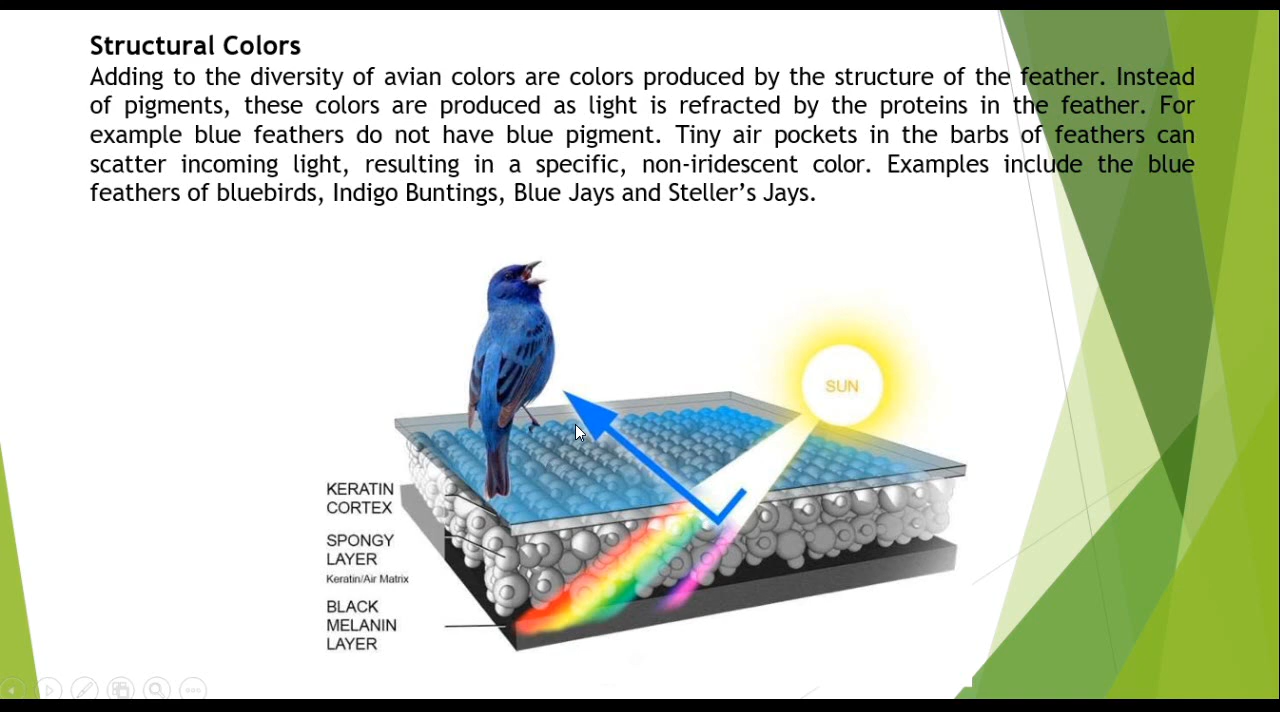 Structural Colors
Adding to the diversity of avian colors are colors produced by the structure of the feather. Instead
of pigments, these colors are produced as light is refracted by the proteins in the feather. For
example blue feathers do not have blue pigment. Tiny air pockets in the barbs of feathers can
scatter incoming light, resulting in a specific, non-iridescent color. Examples include the blue
feathers of bluebirds, Indigo Buntings, Blue Jays and Steller’s Jays.
SUN
KERATIN
CORTEX
SPONGY
LAYER
Keratin/Air Matrix
BLACK
MELANIN
LAYER